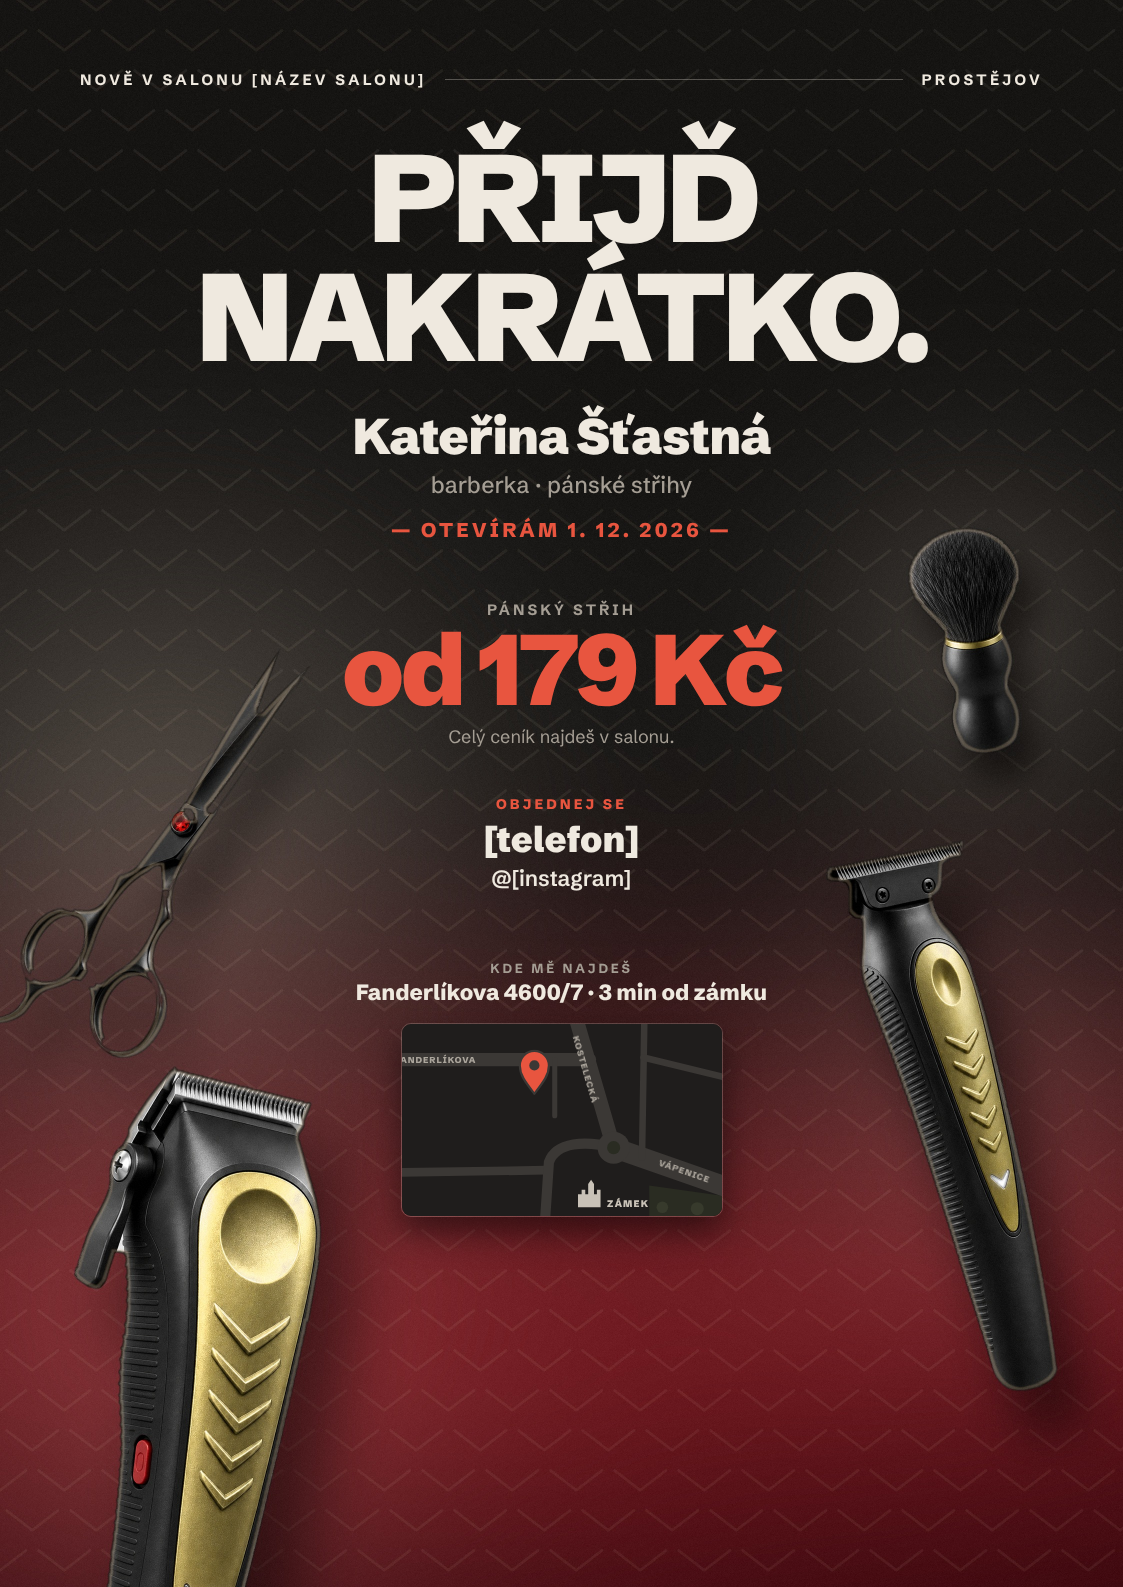 NOVĚ V SALONU [NÁZEV SALONU]
PROSTĚJOV
PŘIJĎ
NAKRÁTKO.
Kateřina Šťastná
barberka · pánské střihy
— OTEVÍRÁM 1. 12. 2026 —
PÁNSKÝ STŘIH
od 179 Kč
Celý ceník najdeš v salonu.
OBJEDNEJ SE
[telefon]
@[instagram]
KDE MĚ NAJDEŠ
Fanderlíkova 4600/7 · 3 min od zámku
ANDERLÍKOVA
KOSTELECKÁ
VÁPENICE
ZÁMEK